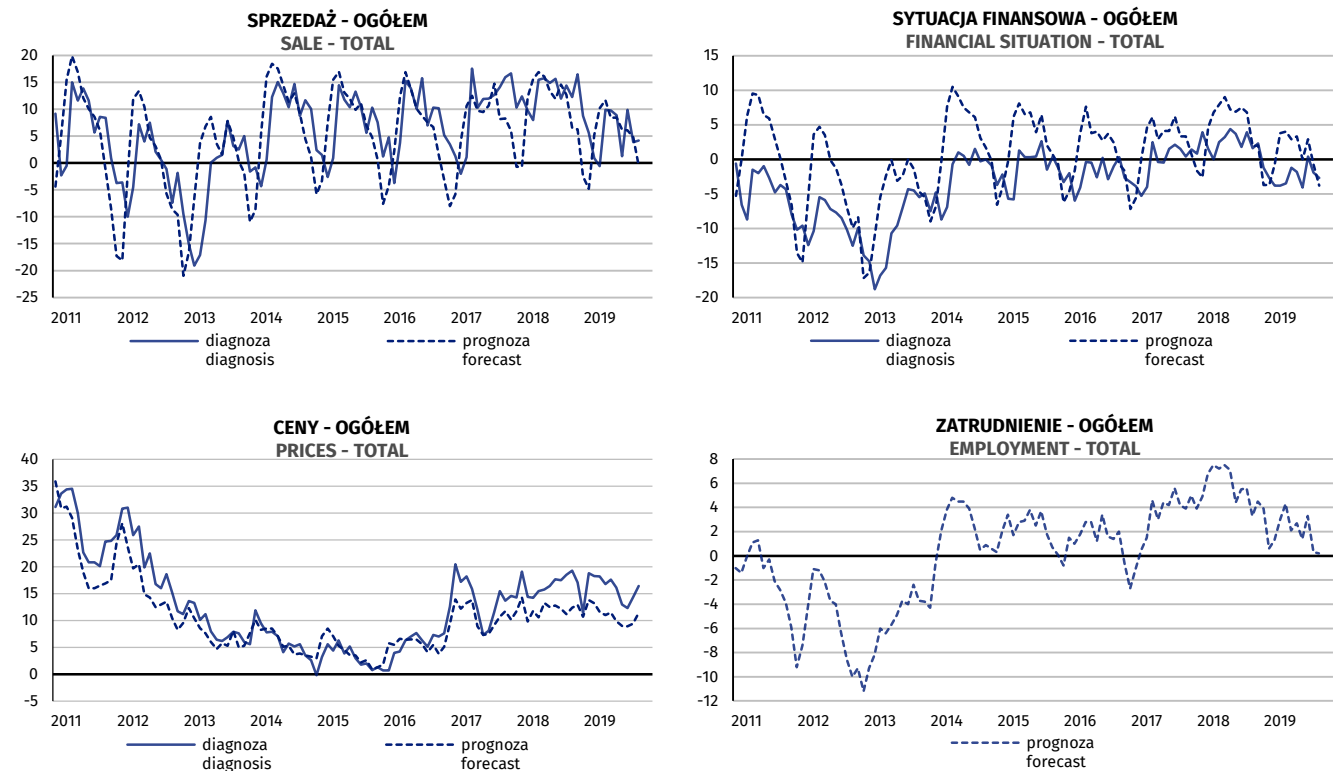 SPRZEDAŻ - OGÓŁEM
SALE - TOTAL
20
15
10
5
0
-5
-10
-15
-20
-25
2011 2012 2013 2014 2015 2016 2017 2018 2019
diagnoza
diagnosis
prognoza
forecast
SYTUACJA FINANSOWA - OGÓŁEM
FINANCIAL SITUATION - TOTAL
15
10
5
0
-5
-10
-15
-20
2011 2012 2013 2014 2015 2016 2017 2018 2019
diagnoza
diagnosis
prognoza
forecast
CENY - OGÓŁEM
PRICES - TOTAL
40
35
30
25
20
15
10
5
0
-5
2011 2012 2013 2014 2015 2016 2017 2018 2019
diagnoza
diagnosis
prognoza
forecast
ZATRUDNIENIE - OGÓŁEM
EMPLOYMENT - TOTAL
8
6
4
2
0
-2
-4
-6
-8
-10
-12
2011 2012 2013 2014 2015 2016 2017 2018 2019
prognoza
forecast